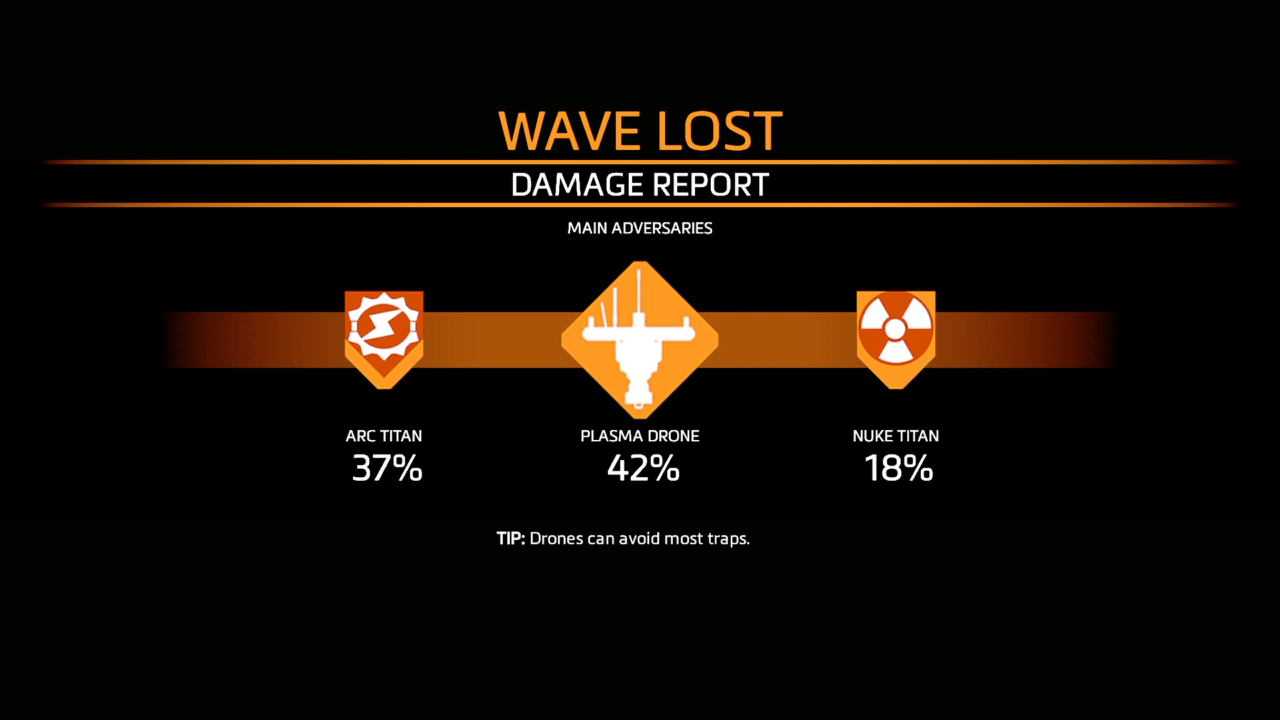 WAVE LOST
DAMAGE REPORT
MAIN ADVERSARIES
ARC TITAN
37%
PLASMA DRONE
42%
NUKE TITAN
18%
TIP: Drones can avoid most traps.